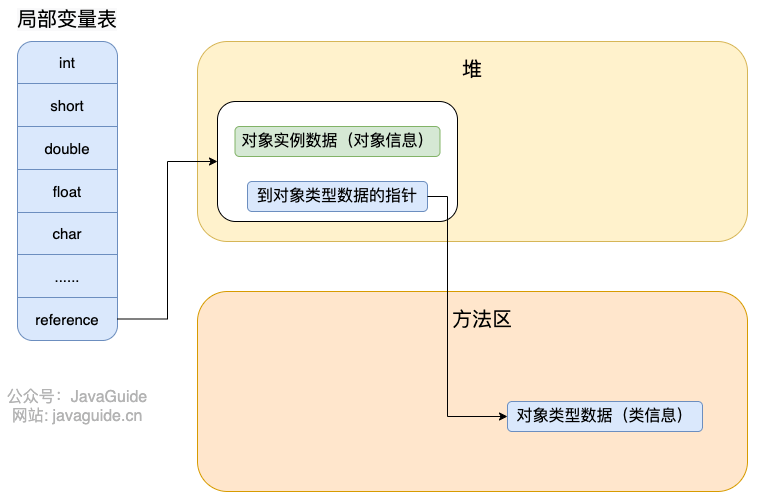 局部变量表
int
short
double
float
char
......
reference
堆
对象实例数据（对象信息）
到对象类型数据的指针
方法区
对象类型数据（类信息）
公众号：JavaGuide
网站: javaguide.cn